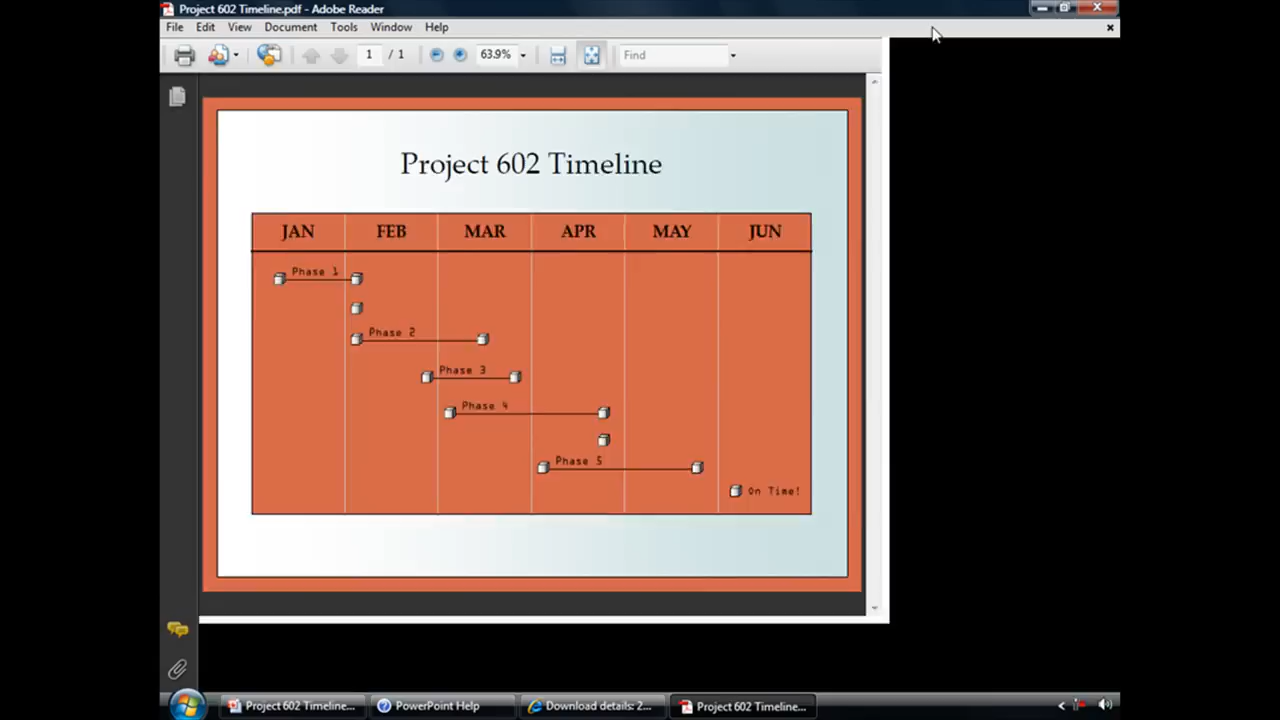 Project 602 Timeline.pdf - Adobe Reader
File Edit View Document Tools Window Help
1 / 1 63.9% Find
Project 602 Timeline
JAN FEB MAR APR MAY JUN
Phase 1
Phase 2
Phase 3
Phase 4
Phase 5
On Time!
Project 602 Timeline... PowerPoint Help Download details: 2... Project 602 Timeline...